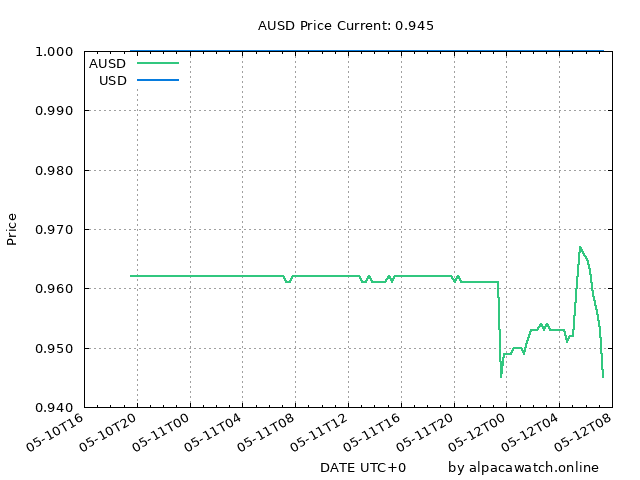 AUSD Price Current: 0.945
AUSD
USD
Price
1.000
0.990
0.980
0.970
0.960
0.950
0.940
05-10T16
05-10T20
05-11T00
05-11T04
05-11T08
05-11T12
05-11T16
05-11T20
05-12T00
05-12T04
05-12T08
DATE UTC+0
by alpacawatch.online